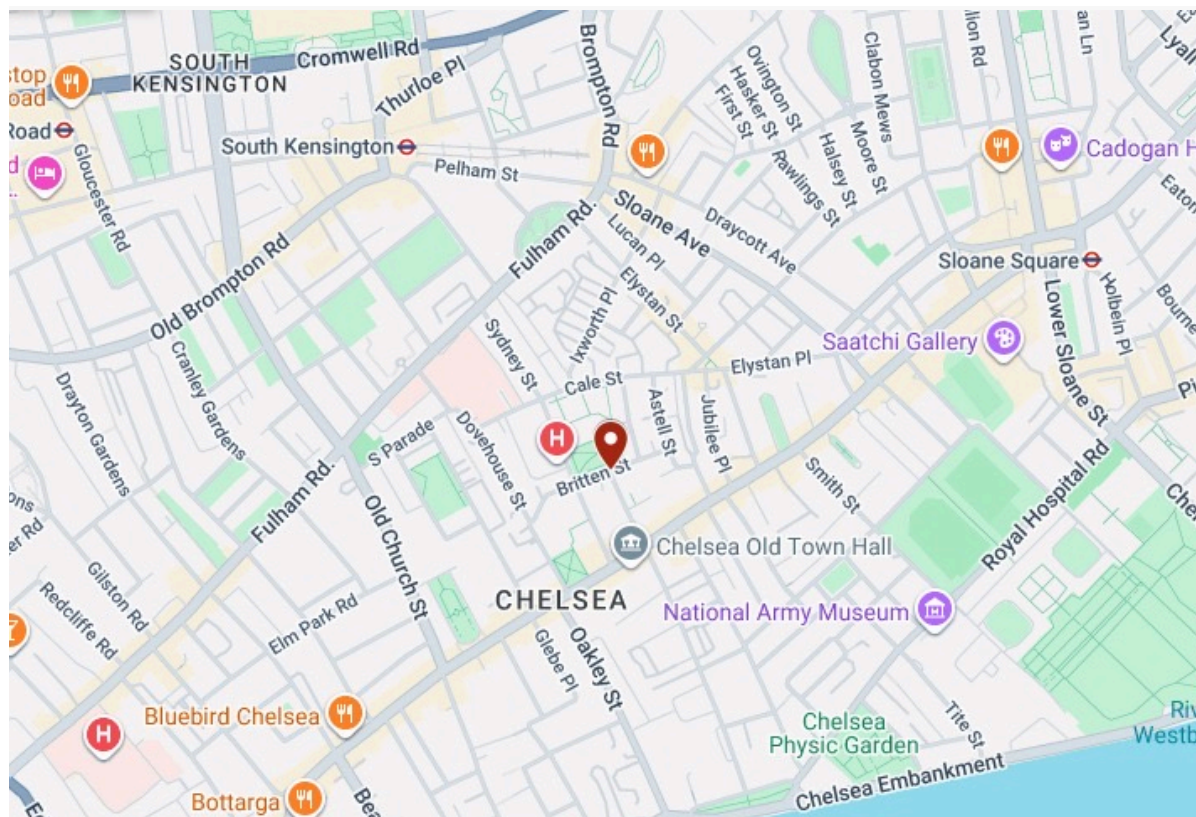 SOUTH
KENSINGTON
Cromwell Rd
Thurloe Pl
Brompton Rd
Ovington St
Hasker St
First St
Clabon Mews
Moore St
Halsey St
Rawlings St
stop
oad
Road
Gloucester Rd
South Kensington
Pelham St
Cadogan H
Sloane Ave
Draycott Ave
Lucan Pl
Fulham Rd.
Elystan St
Ixworth Pl
Old Brompton Rd
Sloane Square
Holbein Pl
Lower Sloane St
Saatchi Gallery
Cranley Gardens
Drayton Gardens
Sydney St
Cale St
Elystan Pl
Astell St
Jubilee Pl
S Parade
Dovehouse St
H
Britten St
Smith St
Royal Hospital Rd
Fulham Rd.
Old Church St
Chelsea Old Town Hall
CHELSEA
National Army Museum
Gilston Rd
Redcliffe Rd
Elm Park Rd
Glebe Pl
Oakley St
Bluebird Chelsea
H
Chelsea
Physic Garden
Tite St
Bottarga
Chelsea Embankment